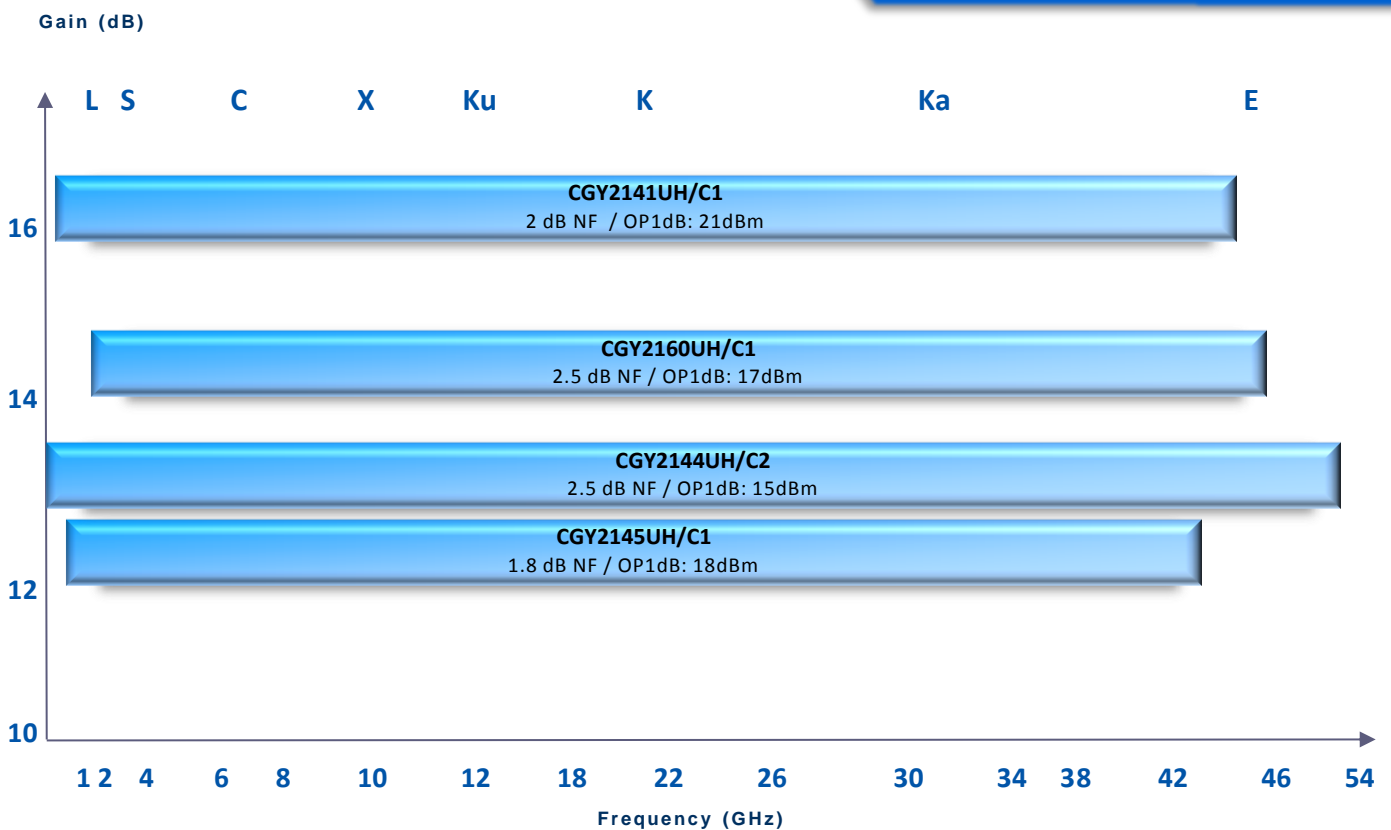 Gain (dB)
L S C X Ku K Ka E
CGY2141UH/C1
2 dB NF / OP1dB: 21dBm
16
CGY2160UH/C1
2.5 dB NF / OP1dB: 17dBm
14
CGY2144UH/C2
2.5 dB NF / OP1dB: 15dBm
CGY2145UH/C1
1.8 dB NF / OP1dB: 18dBm
12
10
1 2 4 6 8 10 12 18 22 26 30 34 38 42 46 54
Frequency (GHz)